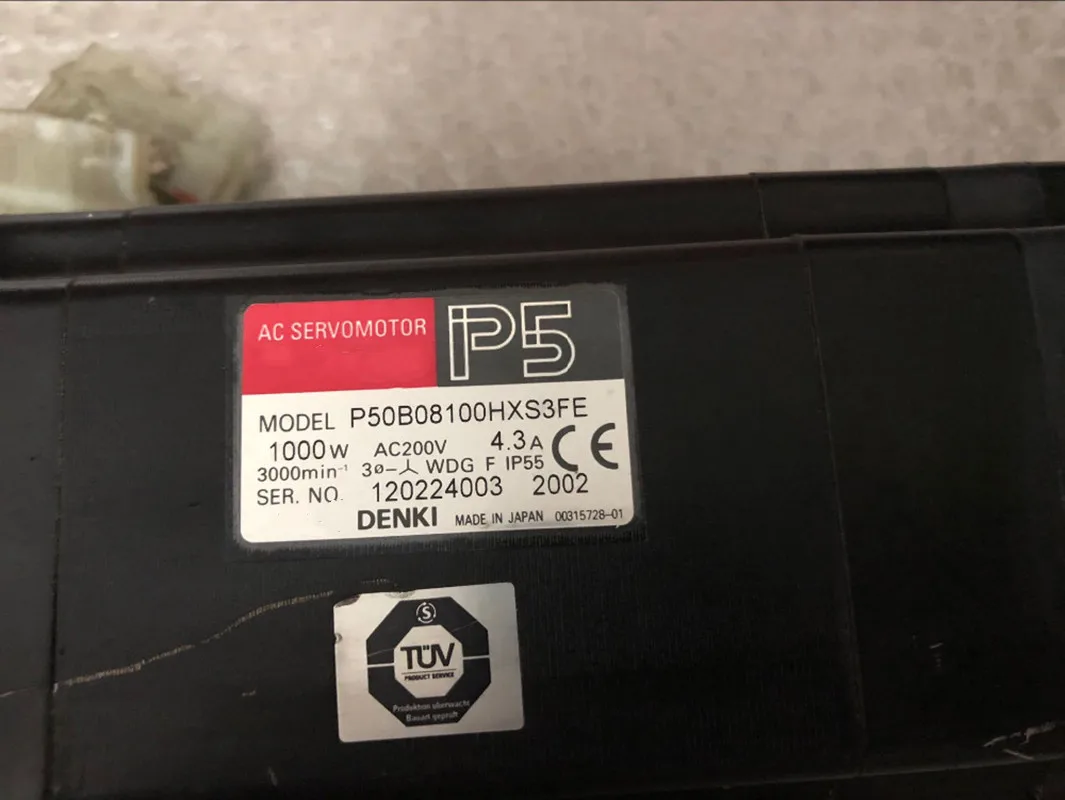 AC SERVOMOTOR P5
MODEL P50B08100HXS3FE
1000W AC200V 4.3A CE
3000min⁻¹ 3ø-⅄ WDG F IP55
SER. NO. 120224003 2002
DENKI MADE IN JAPAN 00315728-01
S
TÜV
PRODUCT SERVICE
Produktion überwacht
Bauart geprüft